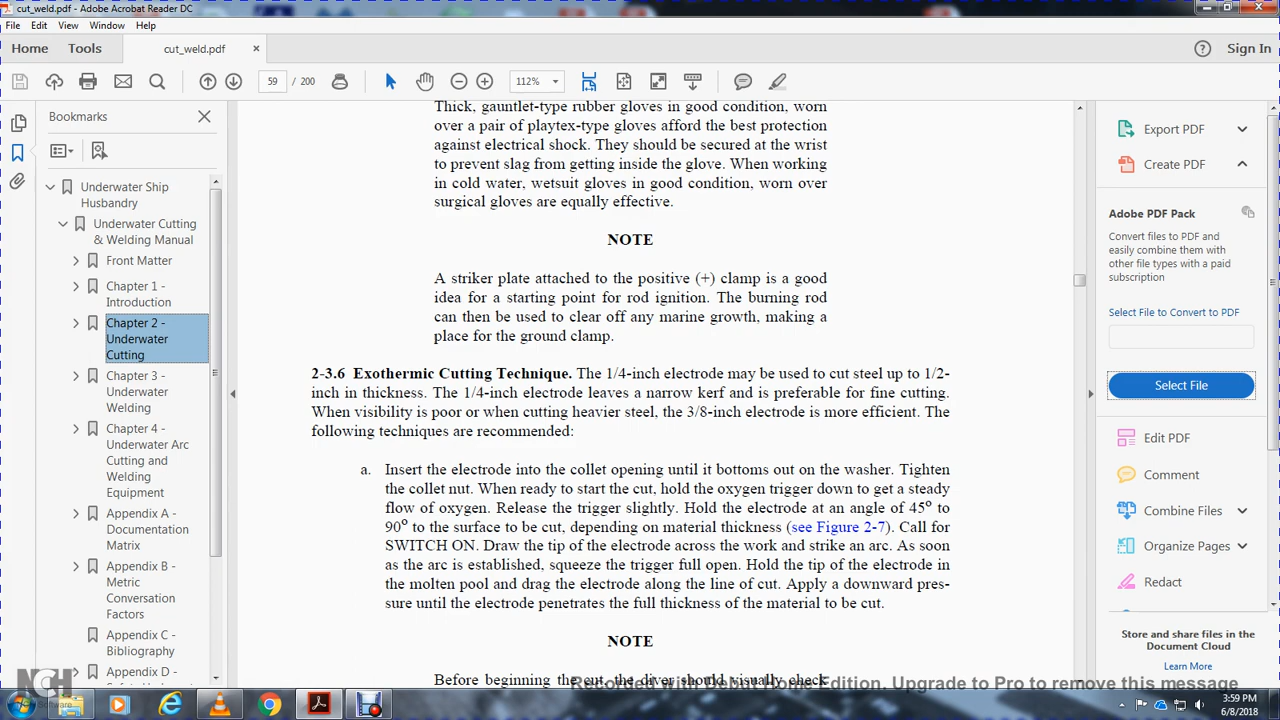 cut_weld.pdf - Adobe Acrobat Reader DC
File Edit View Window Help
Home Tools cut_weld.pdf × Sign In
59 / 200 112%
Bookmarks
Underwater Ship
Husbandry
Underwater Cutting
& Welding Manual
Front Matter
Chapter 1 -
Introduction
Chapter 2 -
Underwater
Cutting
Chapter 3 -
Underwater
Welding
Chapter 4 -
Underwater Arc
Cutting and
Welding
Equipment
Appendix A -
Documentation
Matrix
Appendix B -
Metric
Conversion
Factors
Appendix C -
Bibliography
Appendix D -
Thick, gauntlet-type rubber gloves in good condition, worn
over a pair of playtex-type gloves afford the best protection
against electrical shock. They should be secured at the wrist
to prevent slag from getting inside the glove. When working
in cold water, wetsuit gloves in good condition, worn over
surgical gloves are equally effective.
NOTE
A striker plate attached to the positive (+) clamp is a good
idea for a starting point for rod ignition. The burning rod
can then be used to clear off any marine growth, making a
place for the ground clamp.
2-3.6 Exothermic Cutting Technique. The 1/4-inch electrode may be used to cut steel up to 1/2-
inch in thickness. The 1/4-inch electrode leaves a narrow kerf and is preferable for fine cutting.
When visibility is poor or when cutting heavier steel, the 3/8-inch electrode is more efficient. The
following techniques are recommended:
a. Insert the electrode into the collet opening until it bottoms out on the washer. Tighten
the collet nut. When ready to start the cut, hold the oxygen trigger down to get a steady
flow of oxygen. Release the trigger slightly. Hold the electrode at an angle of 45° to
90° to the surface to be cut, depending on material thickness (see Figure 2-7). Call for
SWITCH ON. Draw the tip of the electrode across the work and strike an arc. As soon
as the arc is established, squeeze the trigger full open. Hold the tip of the electrode in
the molten pool and drag the electrode along the line of cut. Apply a downward pres-
sure until the electrode penetrates the full thickness of the material to be cut.
NOTE
Before beginning the cut, the diver should visually check
Export PDF
Create PDF
Adobe PDF Pack
Convert files to PDF and
easily combine them with
other file types with a paid
subscription
Select File to Convert to PDF
Select File
Edit PDF
Comment
Combine Files
Organize Pages
Redact
Store and share files in the
Document Cloud
Learn More
NCH
Software
Edition. Upgrade to Pro to remove this message
3:59 PM
6/8/2018